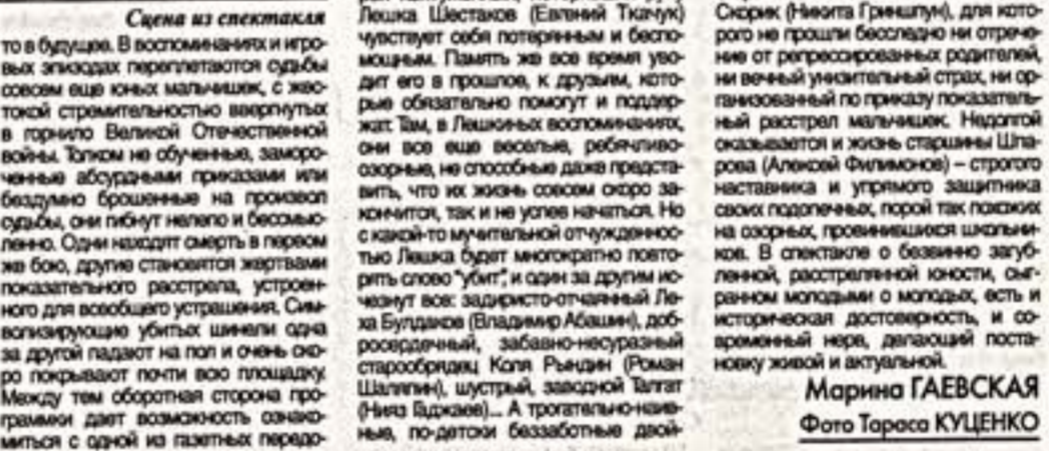 Сцена из спектакля
то в будущее. В воспоминаниях и игро-
вых эпизодах переплетаются судьбы
совсем еще юных мальчишек, с жес-
токой стремительностью ввергнутых
в горнило Великой Отечественной
войны. Толком не обученные, заморо-
ченные абсурдными приказами или
бездумно брошенные на произвол
судьбы, они гибнут нелепо и бессмыс-
ленно. Одни находят смерть в первом
же бою, другие становятся жертвами
показательного расстрела, устроен-
ного для всеобщего устрашения. Сим-
волизирующие убитых шинели одна
за другой падают на пол и очень ско-
ро покрывают почти всю площадку.
Между тем оборотная сторона про-
граммки дает возможность ознако-
миться с одной из газетных передо-
Лешка Шестаков (Евгений Ткачук)
чувствует себя потерянным и беспо-
мощным. Память же все время уво-
дит его в прошлое, к друзьям, кото-
рые обязательно помогут и поддер-
жат. Там, в Лешкиных воспоминаниях,
они все еще веселые, ребячливо-
озорные, не способные даже предста-
вить, что их жизнь совсем скоро за-
кончится, так и не успев начаться. Но
с какой-то мучительной отчужденнос-
тью Лешка будет многократно повто-
рять слово "убит", и один за другим ис-
чезнут все: задиристо-отчаянный Ле-
ха Булдаков (Владимир Абашин), доб-
росердечный, забавно-несуразный
старообрядец Коля Рындин (Роман
Шаляпин), шустрый, заводной Талгат
(Нияз Гаджаев)... А трогательно-наив-
ные, по-детски беззаботные двой-
Скорик (Никита Гриншпун), для кото-
рого не прошли бесследно ни отрече-
ние от репрессированных родителей,
ни вечный унизительный страх, ни ор-
ганизованный по приказу показатель-
ный расстрел мальчишек. Недолгой
оказывается и жизнь старшины Шпа-
рова (Алексей Филимонов) – строгого
наставника и упрямого защитника
своих подопечных, порой так похожих
на озорных, провинившихся школьни-
ков. В спектакле о безвинно загуб-
ленной, расстрелянной юности, сыг-
ранном молодыми о молодых, есть и
историческая достоверность, и со-
временный нерв, делающий поста-
новку живой и актуальной.
Марина ГАЕВСКАЯ
Фото Тараса КУЦЕНКО